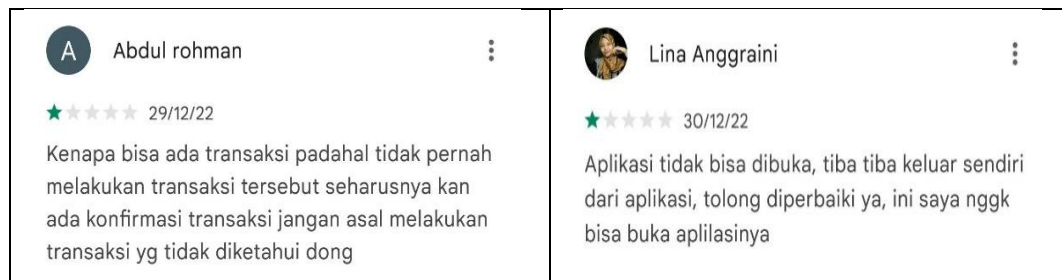 A
Abdul rohman
29/12/22
Kenapa bisa ada transaksi padahal tidak pernah
melakukan transaksi tersebut seharusnya kan
ada konfirmasi transaksi jangan asal melakukan
transaksi yg tidak diketahui dong
Lina Anggraini
30/12/22
Aplikasi tidak bisa dibuka, tiba tiba keluar sendiri
dari aplikasi, tolong diperbaiki ya, ini saya nggk
bisa buka aplilasinya